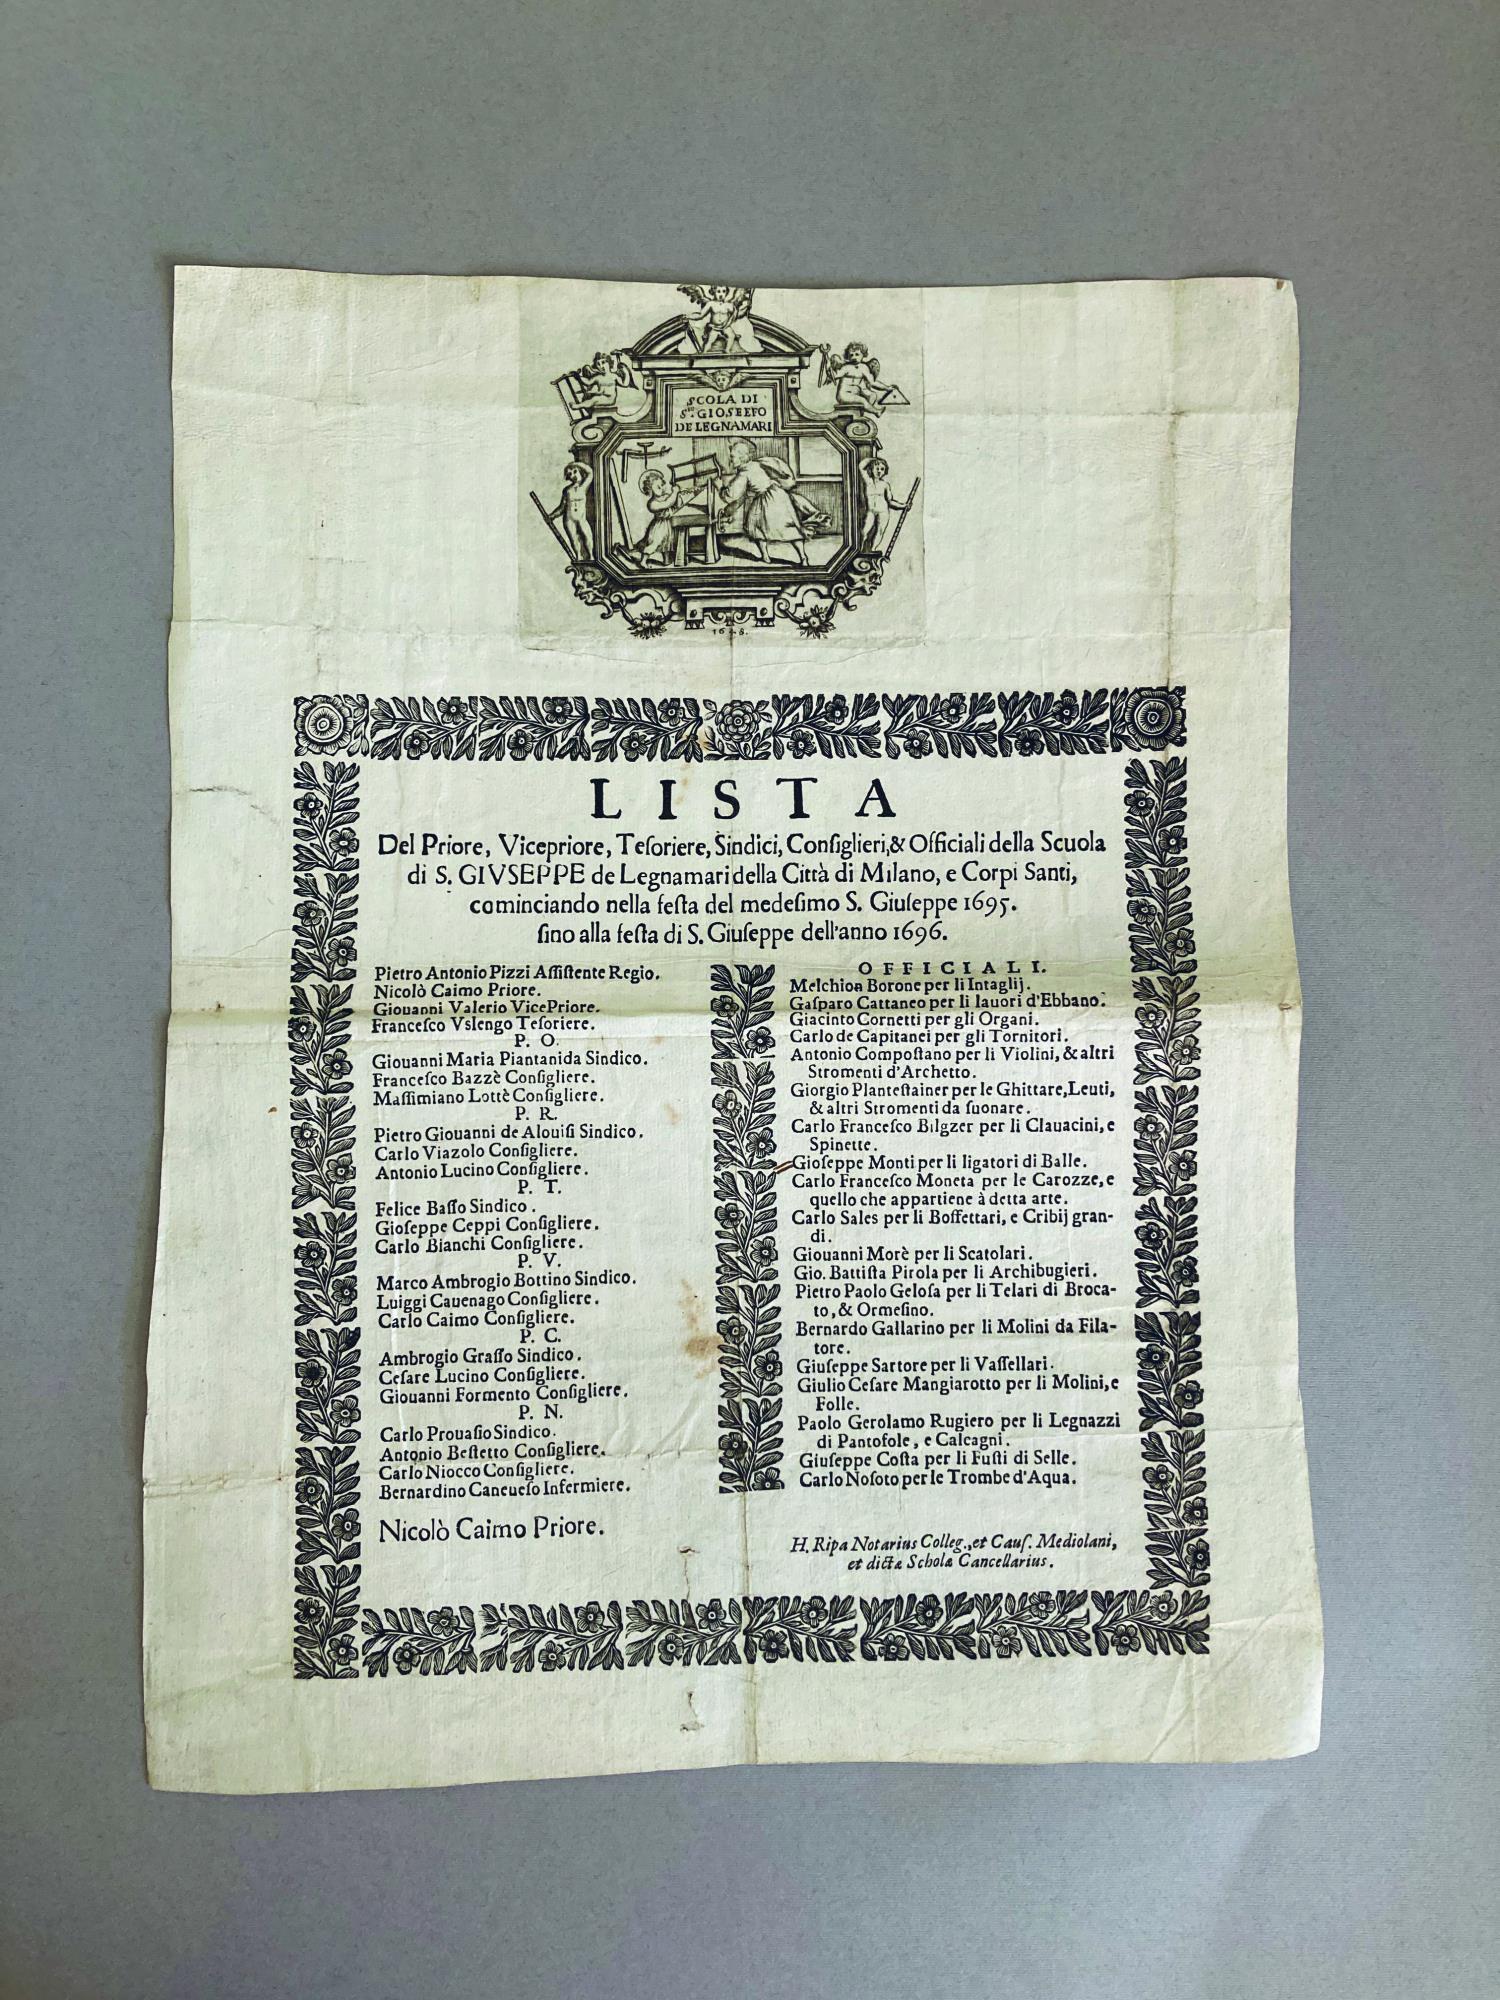 SCOLA DI
Sto. GIOSEEFO
DE LEGNAMARI
LISTA
Del Priore, Vicepriore, Teſoriere, Sindici, Conſiglieri, & Officiali della Scuola
di S. GIVSEPPE de Legnamari della Città di Milano, e Corpi Santi,
cominciando nella feſta del medeſimo S. Giuſeppe 1695.
ſino alla feſta di S. Giuſeppe dell'anno 1696.
Pietro Antonio Pizzi Aſſiſtente Regio.
Nicolò Caimo Priore.
Giouanni Valerio VicePriore.
Franceſco Vslengo Teſoriere.
P. O.
Giouanni Maria Piantanida Sindico.
Franceſco Bazzè Conſigliere.
Maſſimiano Lottè Conſigliere.
P. R.
Pietro Giouanni de Alouiſi Sindico.
Carlo Viazolo Conſigliere.
Antonio Lucino Conſigliere.
P. T.
Felice Baſſo Sindico.
Gioſeppe Ceppi Conſigliere.
Carlo Bianchi Conſigliere.
P. V.
Marco Ambrogio Bottino Sindico.
Luiggi Cauenago Conſigliere.
Carlo Caimo Conſigliere.
P. C.
Ambrogio Graſſo Sindico.
Ceſare Lucino Conſigliere.
Giouanni Formento Conſigliere.
P. N.
Carlo Prouaſio Sindico.
Antonio Beſtetto Conſigliere.
Carlo Niocco Conſigliere.
Bernardino Caneueſo Infermiere.
Nicolò Caimo Priore.
OFFICIALI.
Melchion Borone per li Intaglij.
Gaſparo Cattaneo per li lauori d'Ebbano.
Giacinto Cornetti per gli Organi.
Carlo de Capitanei per gli Tornitori.
Antonio Compoſtano per li Violini, & altri
Stromenti d'Archetto.
Giorgio Planteſtainer per le Ghittare, Leuti,
& altri Stromenti da ſuonare.
Carlo Franceſco Bilgzer per li Clauacini, e
Spinette.
Gioſeppe Monti per li ligatori di Balle.
Carlo Franceſco Moneta per le Carozze, e
quello che appartiene à detta arte.
Carlo Sales per li Boffettari, e Cribij gran-
di.
Giouanni Morè per li Scatolari.
Gio. Battiſta Pirola per li Archibugieri.
Pietro Paolo Geloſa per li Telari di Broca-
to, & Ormeſino.
Bernardo Gallarino per li Molini da Fila-
tore.
Giuſeppe Sartore per li Vaſſellari.
Giulio Ceſare Mangiarotto per li Molini, e
Folle.
Paolo Gerolamo Rugiero per li Legnazzi
di Pantofole, e Calcagni.
Giuſeppe Coſta per li Fuſti di Selle.
Carlo Noſoto per le Trombe d'Aqua.
H. Ripa Notarius Colleg., et Cauſ. Mediolani,
et dictæ Scholæ Cancellarius.